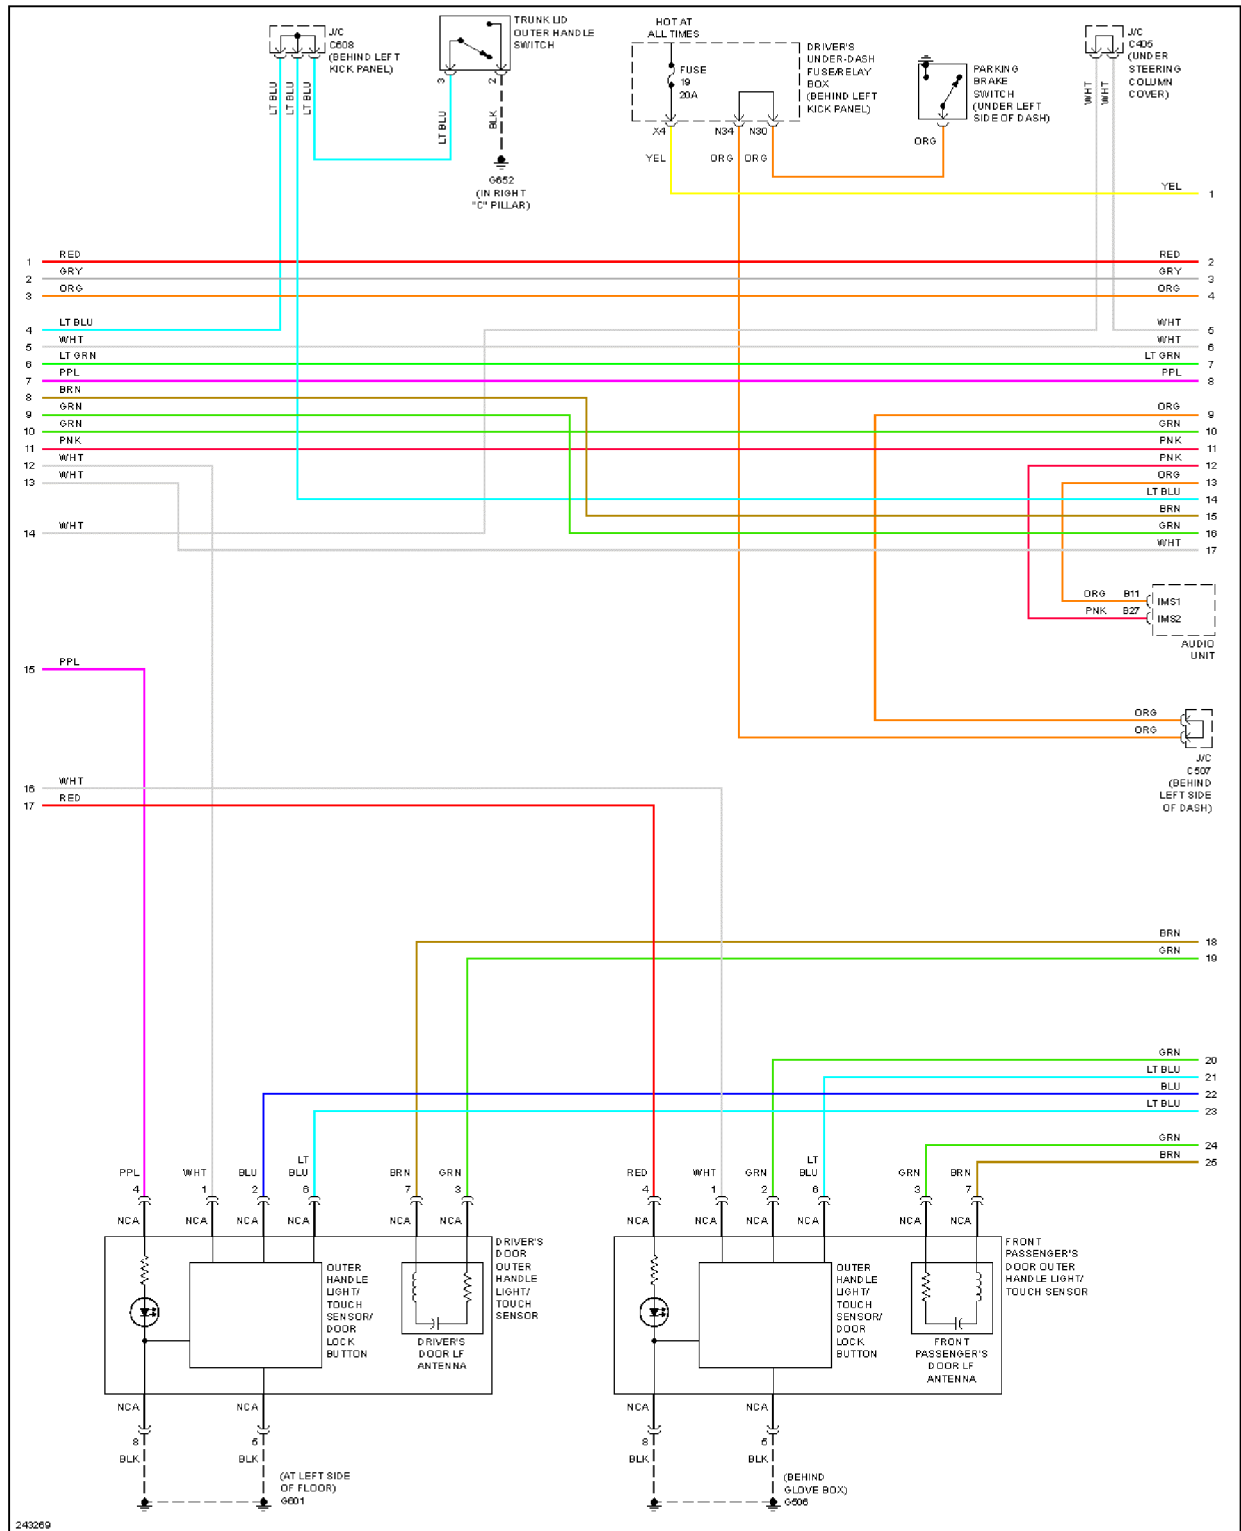 J/C
C608
(BEHIND LEFT
KICK PANEL)
LT BLU
LT BLU
LT BLU
TRUNK LID
OUTER HANDLE
SWITCH
3
2
LT BLU
BLK
G652
(IN RIGHT
"C" PILLAR)
HOT AT
ALL TIMES
FUSE
19
20A
DRIVER'S
UNDER-DASH
FUSE/RELAY
BOX
(BEHIND LEFT
KICK PANEL)
X4
N34
N30
YEL
ORG
ORG
PARKING
BRAKE
SWITCH
(UNDER LEFT
SIDE OF DASH)
ORG
J/C
C405
(UNDER
STEERING
COLUMN
COVER)
WHT
WHT
YEL 1
1 RED
2 GRY
3 ORG
4 LT BLU
5 WHT
6 LT GRN
7 PPL
8 BRN
9 GRN
10 GRN
11 PNK
12 WHT
13 WHT
14 WHT
15 PPL
16 WHT
17 RED
RED 2
GRY 3
ORG 4
WHT 5
WHT 6
LT GRN 7
PPL 8
ORG 9
GRN 10
PNK 11
PNK 12
ORG 13
LT BLU 14
BRN 15
GRN 16
WHT 17
ORG B11 IMS1
PNK B27 IMS2
AUDIO
UNIT
ORG
ORG
J/C
C507
(BEHIND
LEFT SIDE
OF DASH)
BRN 18
GRN 19
GRN 20
LT BLU 21
BLU 22
LT BLU 23
GRN 24
BRN 25
PPL WHT BLU LT BLU BRN GRN
4 1 2 6 7 3
NCA NCA NCA NCA NCA NCA
OUTER
HANDLE
LIGHT/
TOUCH
SENSOR/
DOOR
LOCK
BUTTON
DRIVER'S
DOOR LF
ANTENNA
DRIVER'S
DOOR
OUTER
HANDLE
LIGHT/
TOUCH
SENSOR
NCA NCA
8 5
BLK BLK
(AT LEFT SIDE
OF FLOOR)
G601
RED WHT GRN LT BLU GRN BRN
4 1 2 6 3 7
NCA NCA NCA NCA NCA NCA
OUTER
HANDLE
LIGHT/
TOUCH
SENSOR/
DOOR
LOCK
BUTTON
FRONT
PASSENGER'S
DOOR LF
ANTENNA
FRONT
PASSENGER'S
DOOR OUTER
HANDLE LIGHT/
TOUCH SENSOR
NCA NCA
8 5
BLK BLK
(BEHIND
GLOVE BOX)
G506
243269